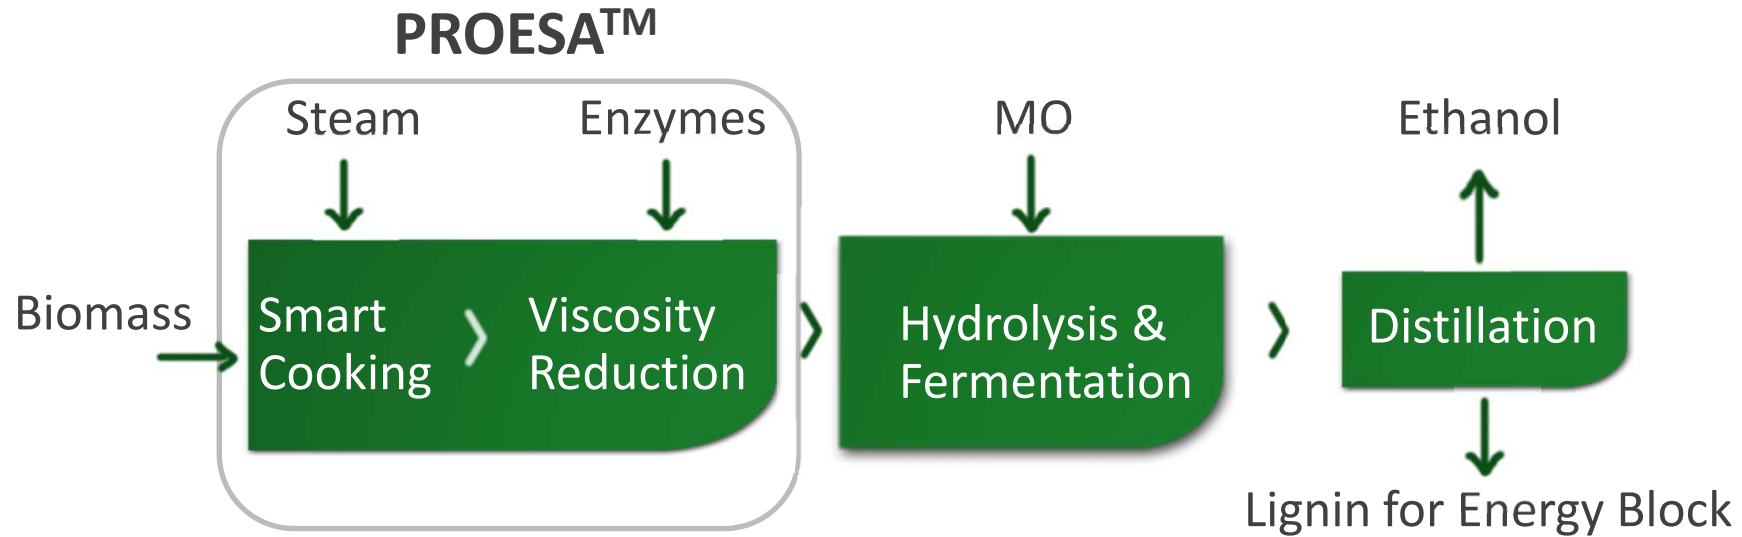 PROESA™
Steam
Enzymes
MO
Ethanol
Biomass
Smart
Cooking
Viscosity
Reduction
Hydrolysis &
Fermentation
Distillation
Lignin for Energy Block